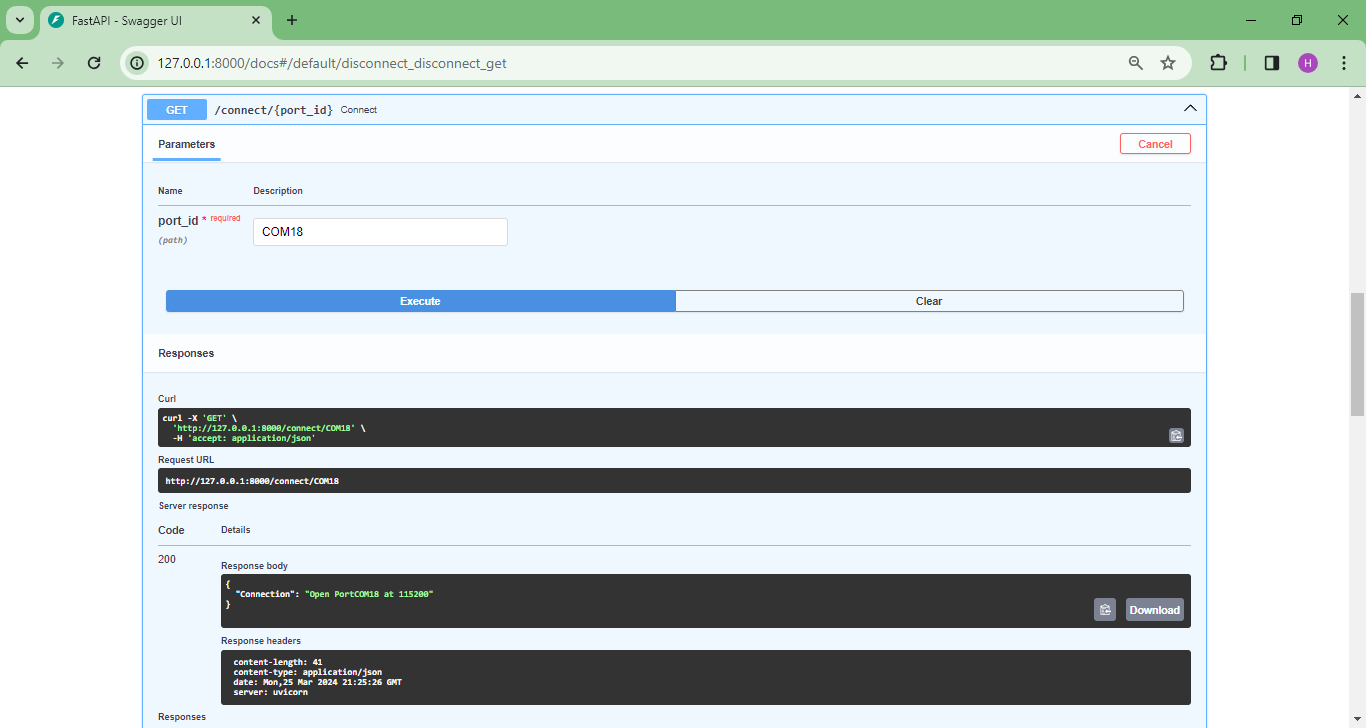 FastAPI - Swagger UI
127.0.0.1:8000/docs#/default/disconnect_disconnect_get
H
GET /connect/{port_id} Connect
Parameters
Cancel
Name Description
port_id * required
(path)
COM18
Execute Clear
Responses
Curl
curl -X 'GET' \
'http://127.0.0.1:8000/connect/COM18' \
-H 'accept: application/json'
Request URL
http://127.0.0.1:8000/connect/COM18
Server response
Code Details
200
Response body
{
"Connection": "Open PortCOM18 at 115200"
}
Download
Response headers
content-length: 41
content-type: application/json
date: Mon,25 Mar 2024 21:25:26 GMT
server: uvicorn
Responses